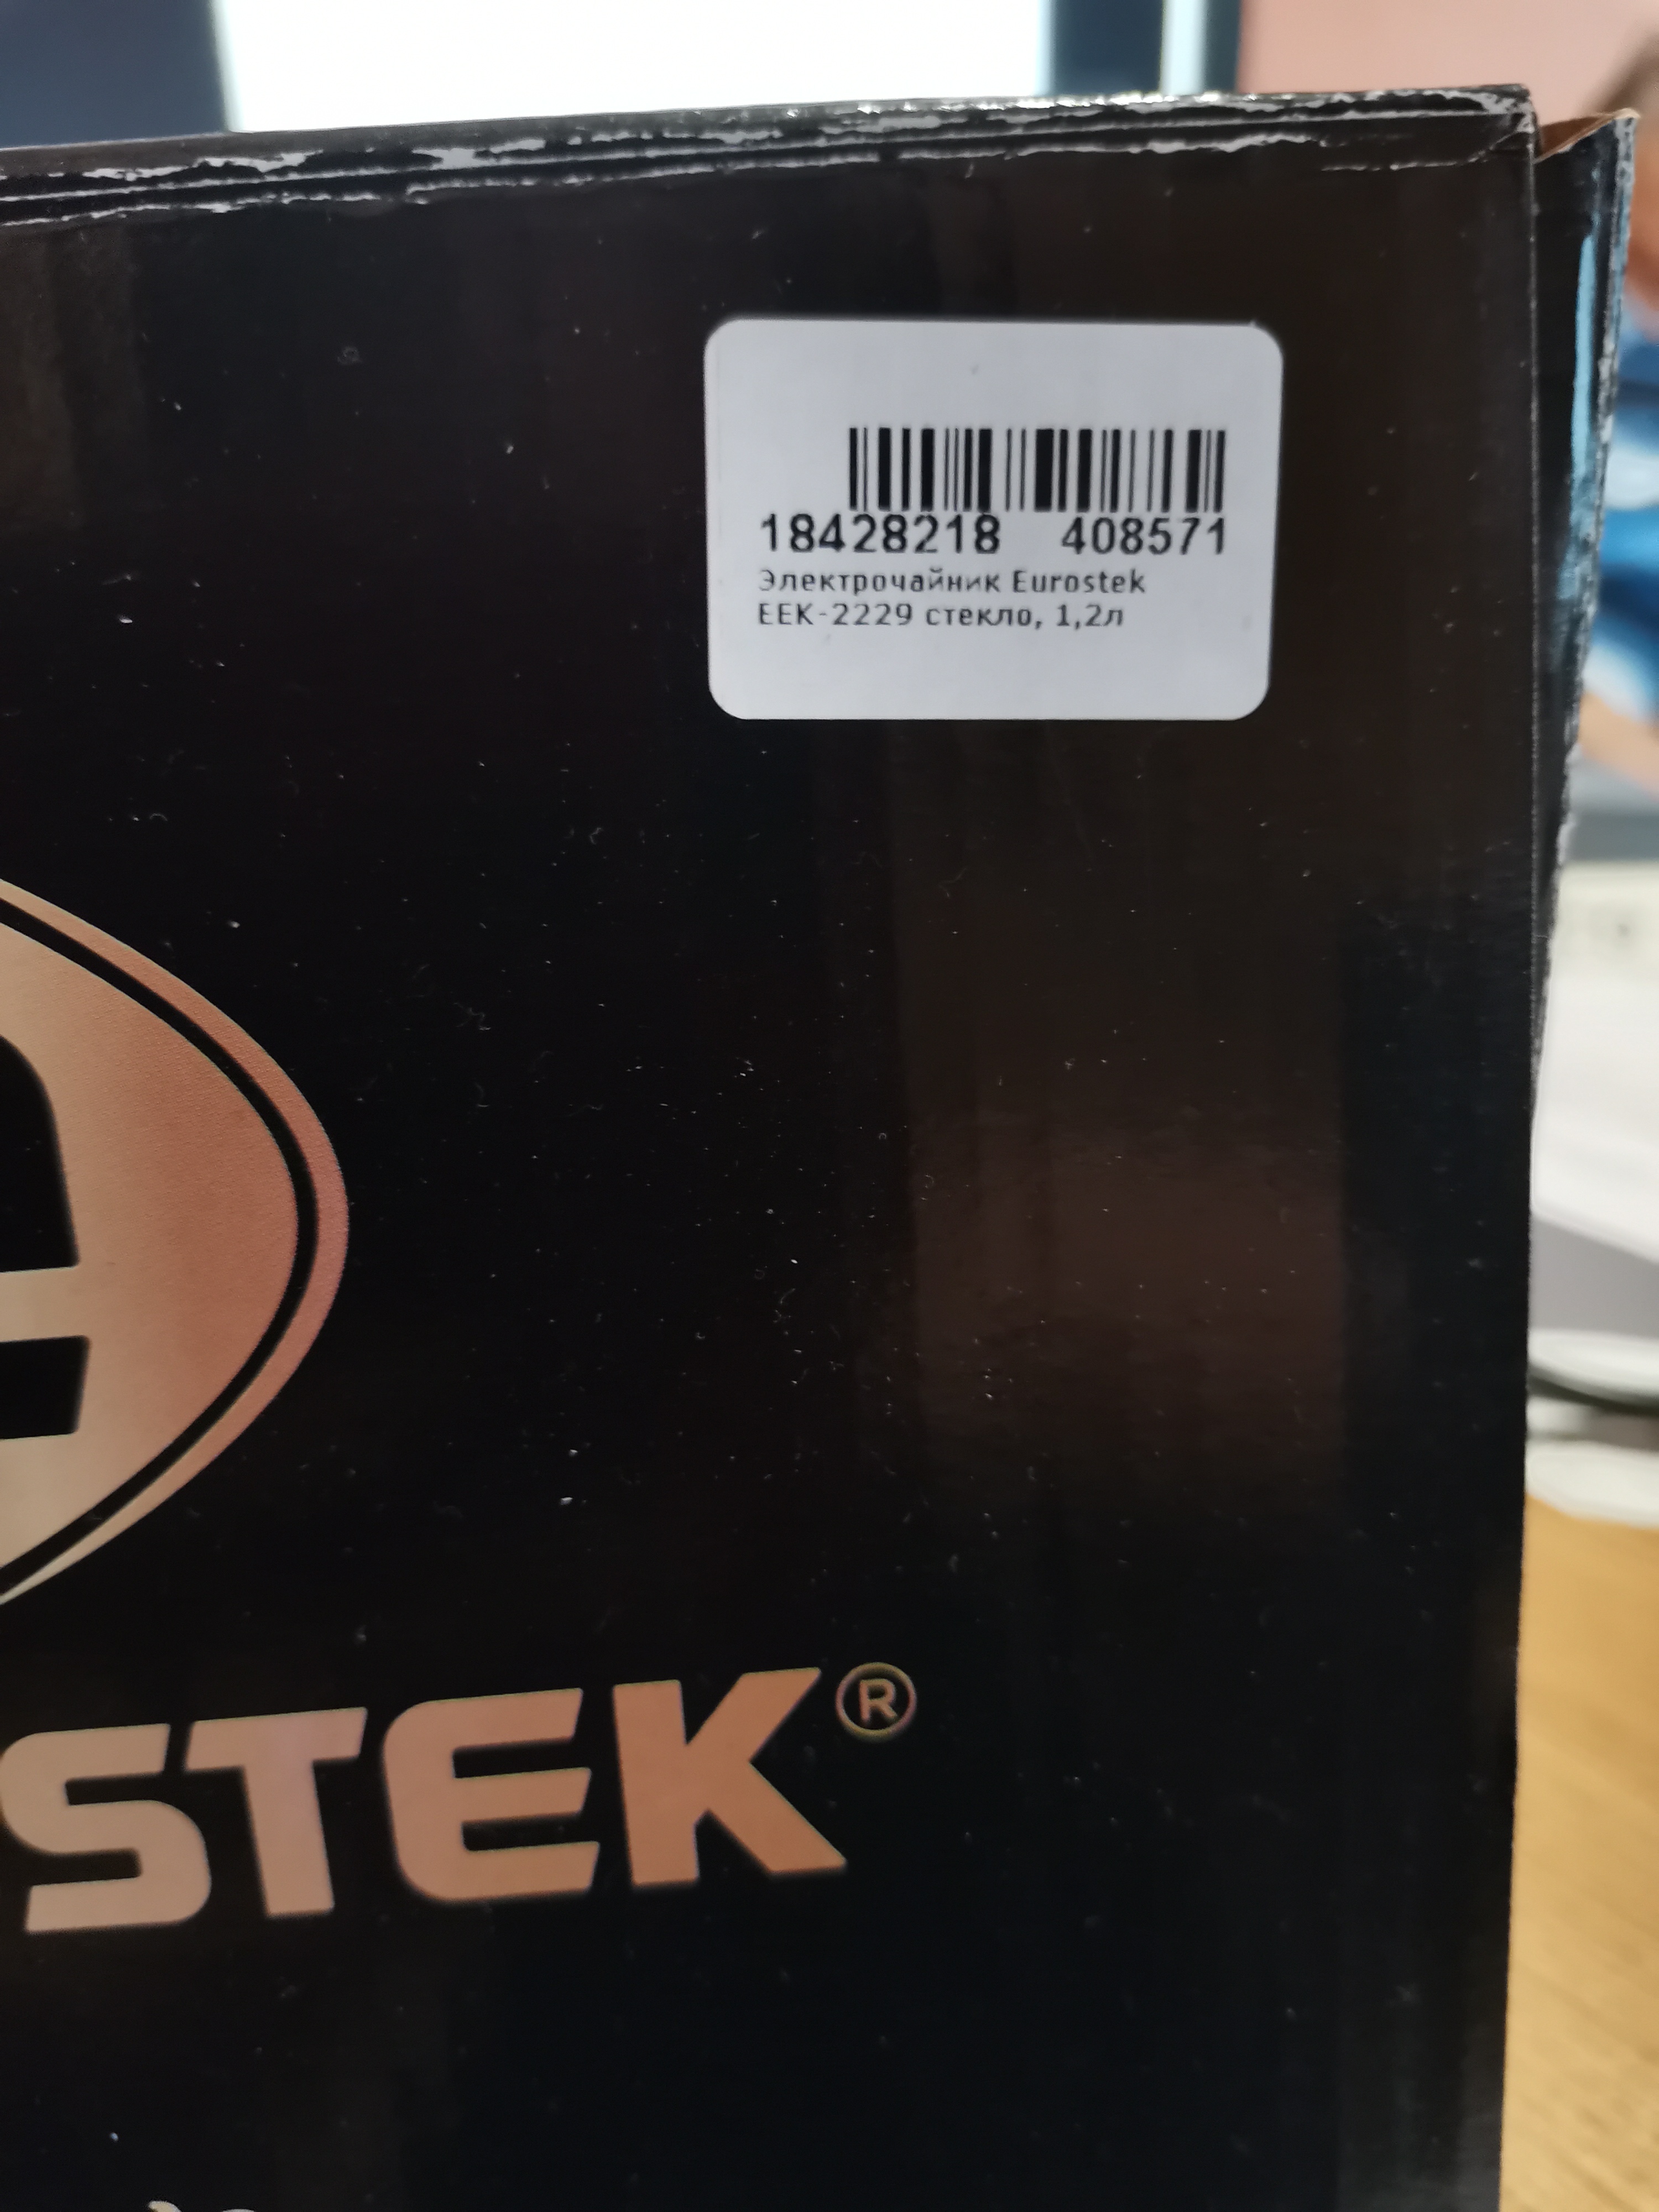 18428218 408571
Электрочайник Eurostek
EEK-2229 стекло, 1,2л
e
STEK®